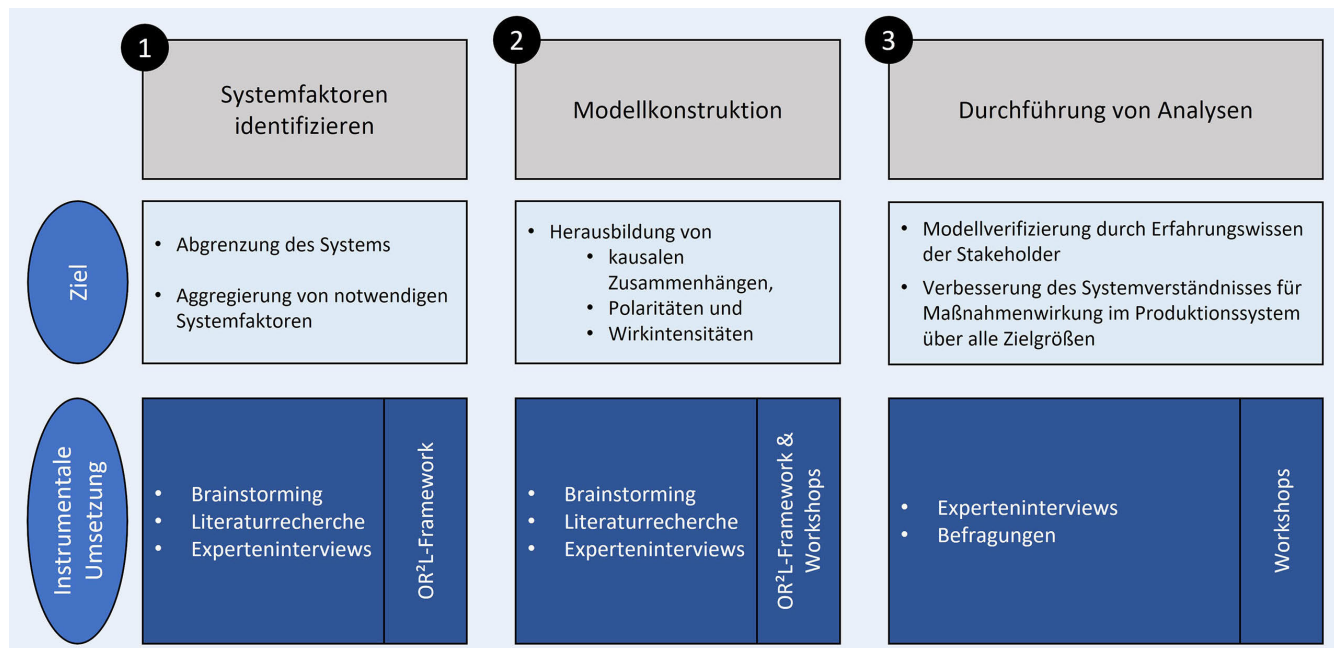 1
Systemfaktoren
identifizieren
2
Modellkonstruktion
3
Durchführung von Analysen
Ziel
• Abgrenzung des Systems
• Aggregierung von notwendigen
Systemfaktoren
• Herausbildung von
• kausalen
Zusammenhängen,
• Polaritäten und
• Wirkintensitäten
• Modellverifizierung durch Erfahrungswissen
der Stakeholder
• Verbesserung des Systemverständnisses für
Maßnahmenwirkung im Produktionssystem
über alle Zielgrößen
Instrumentale
Umsetzung
• Brainstorming
• Literaturrecherche
• Experteninterviews
OR²L-Framework
• Brainstorming
• Literaturrecherche
• Experteninterviews
OR²L-Framework &
Workshops
• Experteninterviews
• Befragungen
Workshops